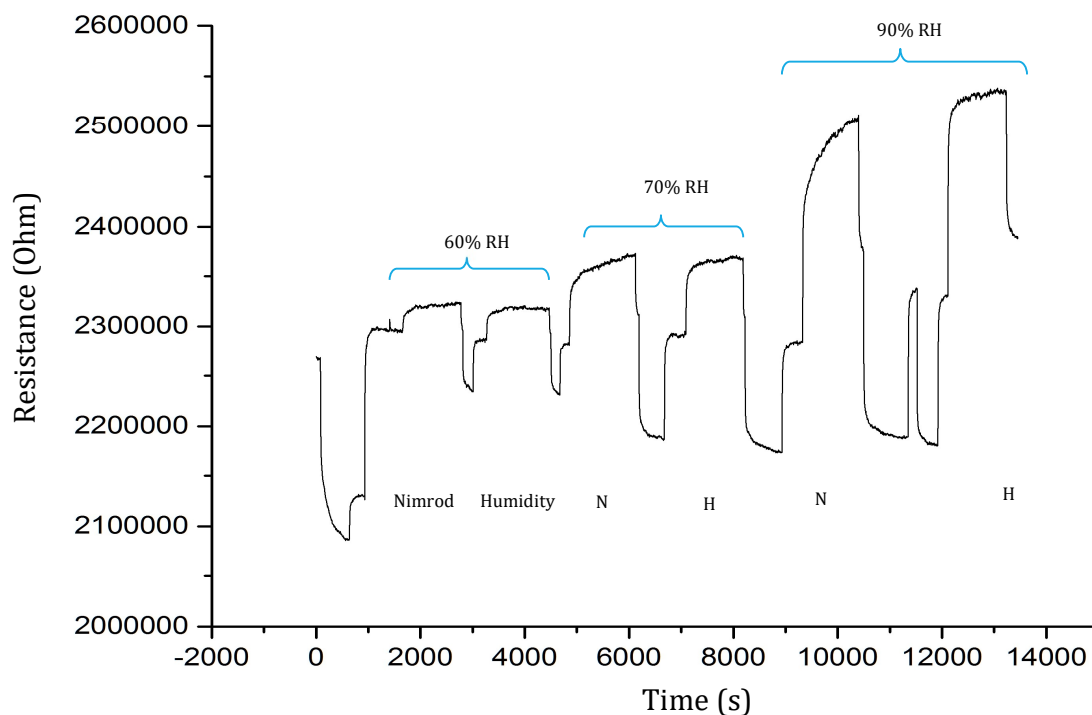 2600000
90% RH
2500000
70% RH
2400000
60% RH
2300000
2200000
Nimrod Humidity N H N H
2100000
2000000
-2000 0 2000 4000 6000 8000 10000 12000 14000
Resistance (Ohm)
Time (s)